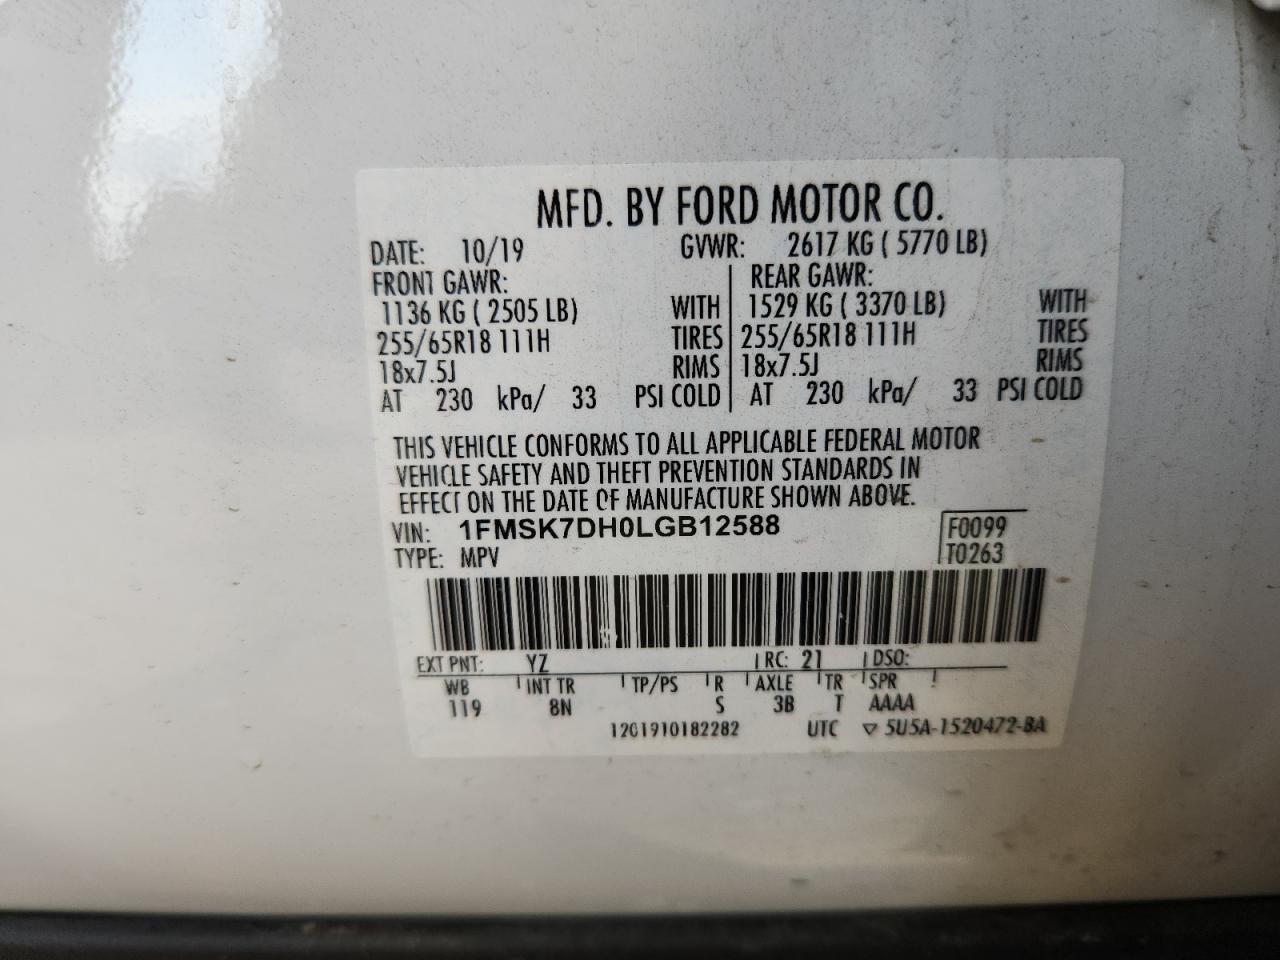 MFD. BY FORD MOTOR CO.
DATE: 10/19 GVWR: 2617 KG ( 5770 LB)
FRONT GAWR: REAR GAWR:
1136 KG ( 2505 LB) WITH 1529 KG ( 3370 LB) WITH
255/65R18 111H TIRES 255/65R18 111H TIRES
18x7.5J RIMS 18x7.5J RIMS
AT 230 kPa/ 33 PSI COLD AT 230 kPa/ 33 PSI COLD
THIS VEHICLE CONFORMS TO ALL APPLICABLE FEDERAL MOTOR
VEHICLE SAFETY AND THEFT PREVENTION STANDARDS IN
EFFECT ON THE DATE OF MANUFACTURE SHOWN ABOVE.
VIN: 1FMSK7DH0LGB12588 F0099
TYPE: MPV T0263
EXT PNT: YZ RC: 21 DSO:
WB INT TR TP/PS R AXLE TR SPR
119 8N S 3B T AAAA
12G1910182282 UTC ▽ 5U5A-1520472-BA